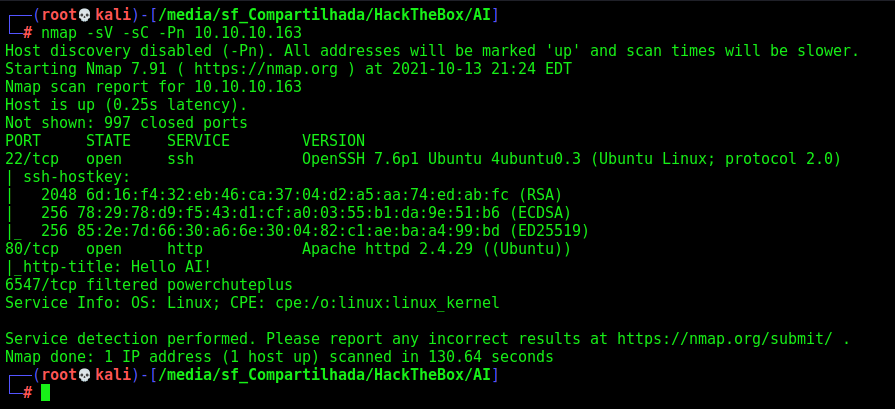 ┌──(root💀kali)-[/media/sf_Compartilhada/HackTheBox/AI]
└─# nmap -sV -sC -Pn 10.10.10.163
Host discovery disabled (-Pn). All addresses will be marked 'up' and scan times will be slower.
Starting Nmap 7.91 ( https://nmap.org ) at 2021-10-13 21:24 EDT
Nmap scan report for 10.10.10.163
Host is up (0.25s latency).
Not shown: 997 closed ports
PORT     STATE    SERVICE        VERSION
22/tcp   open     ssh            OpenSSH 7.6p1 Ubuntu 4ubuntu0.3 (Ubuntu Linux; protocol 2.0)
| ssh-hostkey:
|   2048 6d:16:f4:32:eb:46:ca:37:04:d2:a5:aa:74:ed:ab:fc (RSA)
|   256 78:29:78:d9:f5:43:d1:cf:a0:03:55:b1:da:9e:51:b6 (ECDSA)
|_  256 85:2e:7d:66:30:a6:6e:30:04:82:c1:ae:ba:a4:99:bd (ED25519)
80/tcp   open     http           Apache httpd 2.4.29 ((Ubuntu))
|_http-title: Hello AI!
6547/tcp filtered powerchuteplus
Service Info: OS: Linux; CPE: cpe:/o:linux:linux_kernel

Service detection performed. Please report any incorrect results at https://nmap.org/submit/ .
Nmap done: 1 IP address (1 host up) scanned in 130.64 seconds
┌──(root💀kali)-[/media/sf_Compartilhada/HackTheBox/AI]
└─#